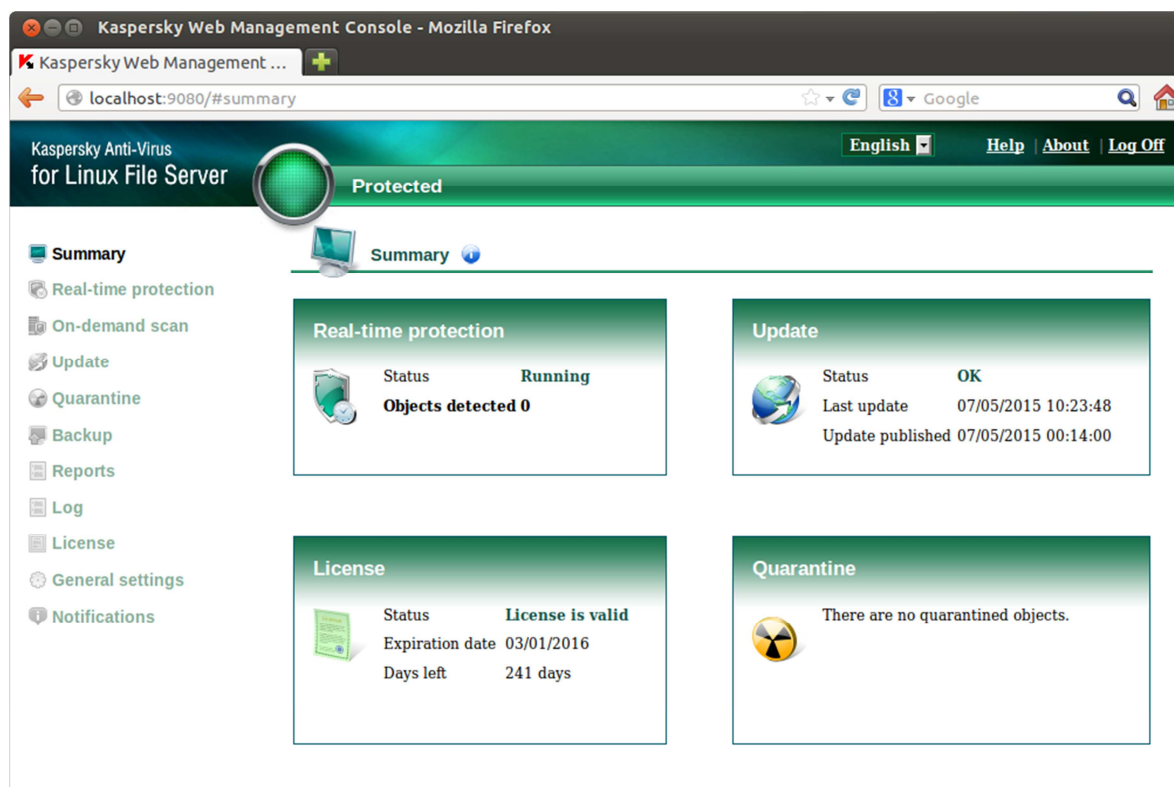 Kaspersky Web Management Console - Mozilla Firefox
Kaspersky Web Management ...
localhost:9080/#summary
Google
Kaspersky Anti-Virus
for Linux File Server
English
Help | About | Log Off
Protected
Summary
Real-time protection
On-demand scan
Update
Quarantine
Backup
Reports
Log
License
General settings
Notifications
Summary
Real-time protection
Status Running
Objects detected 0
Update
Status OK
Last update 07/05/2015 10:23:48
Update published 07/05/2015 00:14:00
License
Status License is valid
Expiration date 03/01/2016
Days left 241 days
Quarantine
There are no quarantined objects.